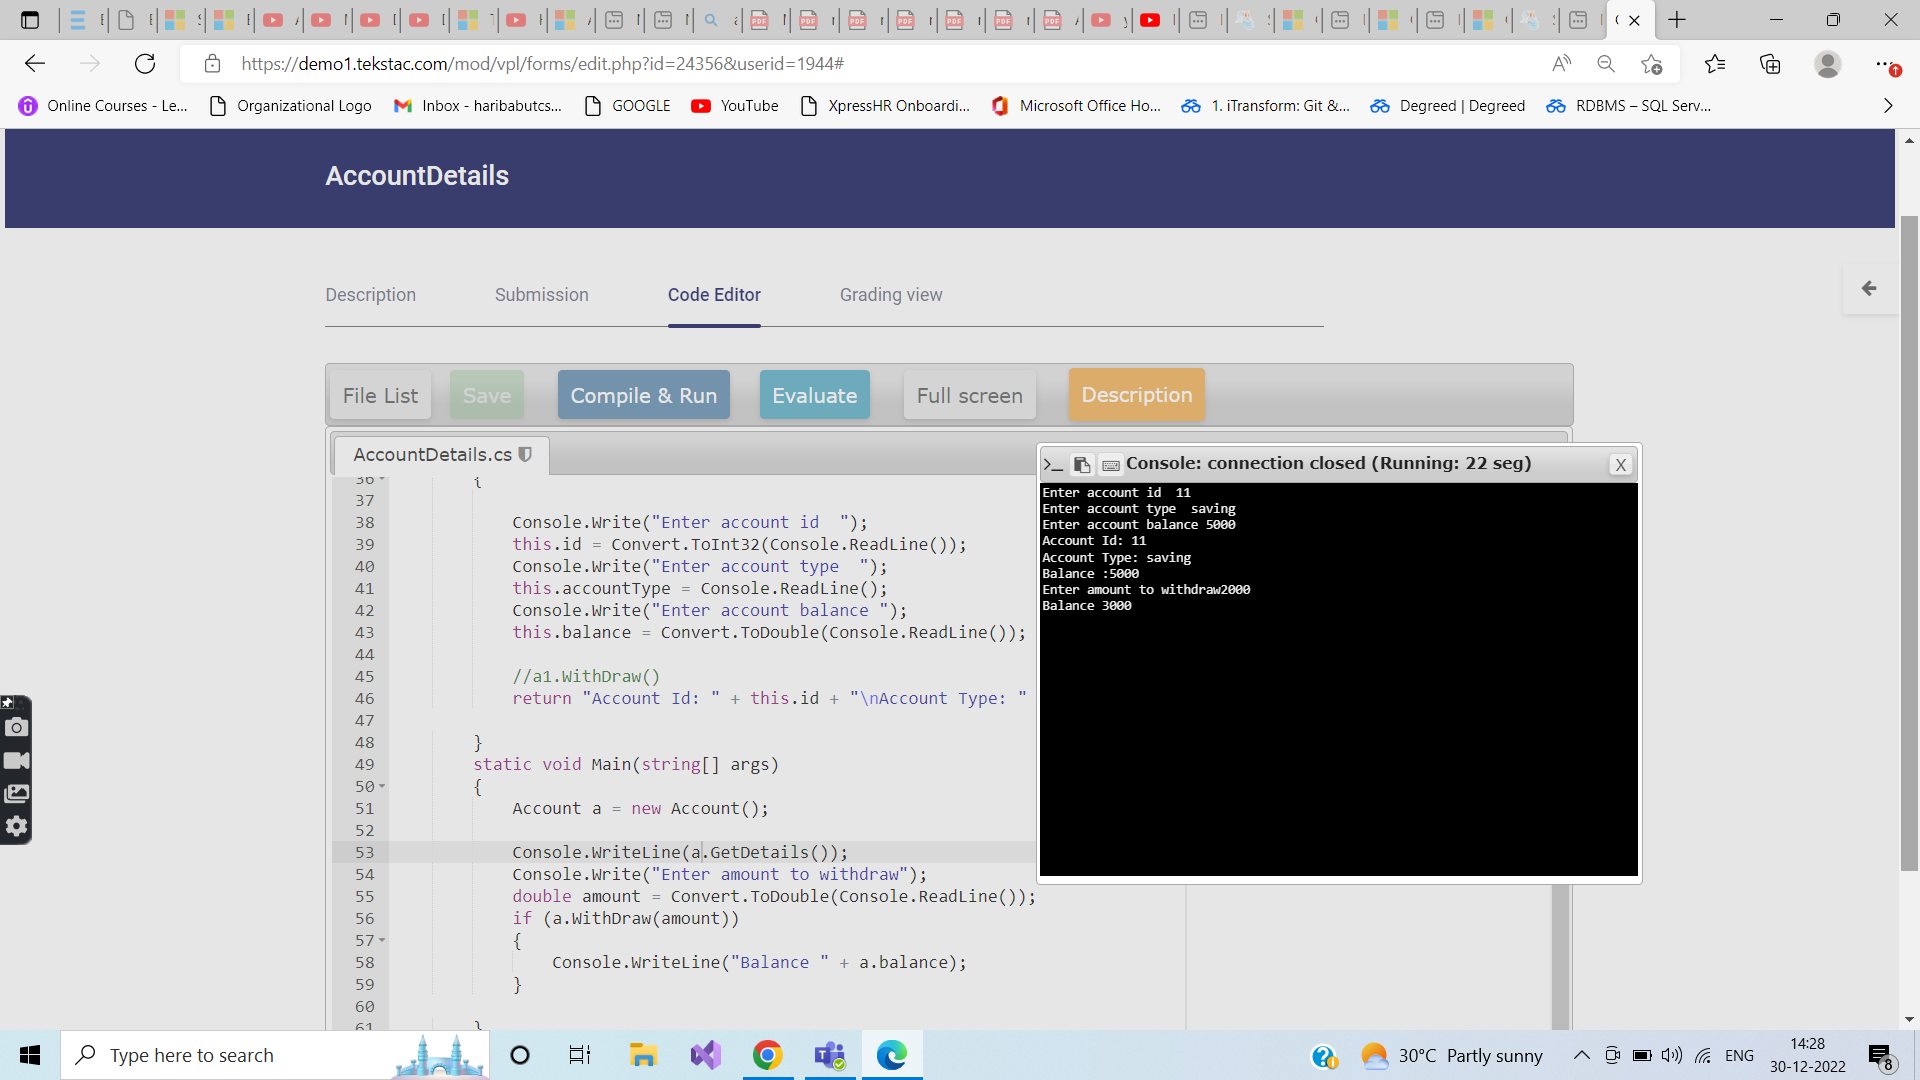 https://demo1.tekstac.com/mod/vpl/forms/edit.php?id=24356&userid=1944#
Online Courses - Le...
Organizational Logo
Inbox - haribabutcs...
GOOGLE
YouTube
XpressHR Onboardi...
Microsoft Office Ho...
1. iTransform: Git &...
Degreed | Degreed
RDBMS – SQL Serv...
AccountDetails
Description
Submission
Code Editor
Grading view
File List
Save
Compile & Run
Evaluate
Full screen
Description
AccountDetails.cs
36 {
37
38 Console.Write("Enter account id  ");
39 this.id = Convert.ToInt32(Console.ReadLine());
40 Console.Write("Enter account type  ");
41 this.accountType = Console.ReadLine();
42 Console.Write("Enter account balance ");
43 this.balance = Convert.ToDouble(Console.ReadLine());
44
45 //a1.WithDraw()
46 return "Account Id: " + this.id + "\nAccount Type: "
47
48 }
49 static void Main(string[] args)
50 {
51 Account a = new Account();
52
53 Console.WriteLine(a.GetDetails());
54 Console.Write("Enter amount to withdraw");
55 double amount = Convert.ToDouble(Console.ReadLine());
56 if (a.WithDraw(amount))
57 {
58 Console.WriteLine("Balance " + a.balance);
59 }
60
61 }
Console: connection closed (Running: 22 seg)
X
Enter account id  11
Enter account type  saving
Enter account balance 5000
Account Id: 11
Account Type: saving
Balance :5000
Enter amount to withdraw2000
Balance 3000
Type here to search
30°C Partly sunny
ENG
14:28
30-12-2022
8